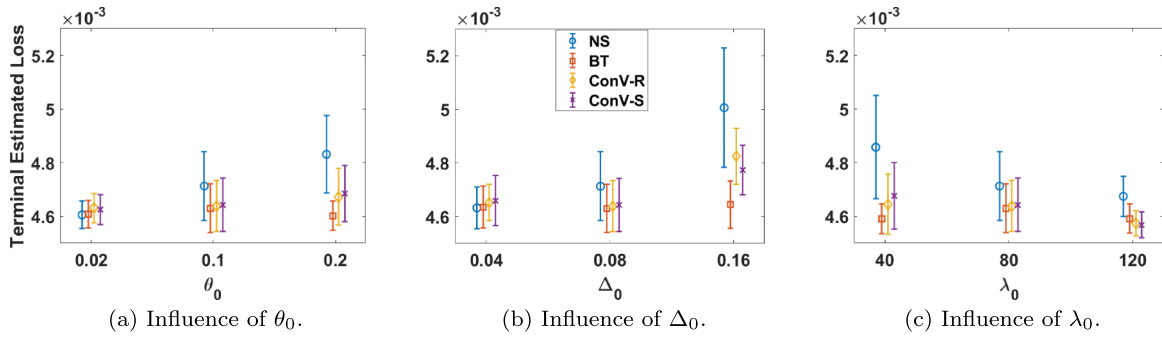 ×10⁻³
5.2
5
4.8
4.6
Terminal Estimated Loss
0.02 0.1 0.2
θ₀
(a) Influence of θ₀.
×10⁻³
5.2
5
4.8
4.6
NS
BT
ConV-R
ConV-S
0.04 0.08 0.16
Δ₀
(b) Influence of Δ₀.
×10⁻³
5.2
5
4.8
4.6
40 80 120
λ₀
(c) Influence of λ₀.